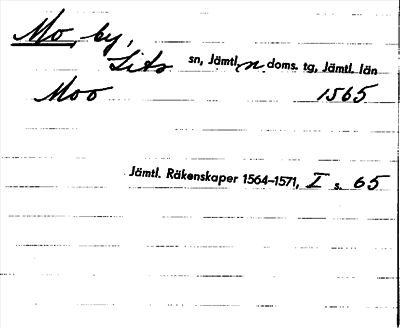 Mo, by,
Lits sn, Jämtl. n. doms. tg, Jämtl. län
Moo 1565
Jämtl. Räkenskaper 1564–1571, I s. 65